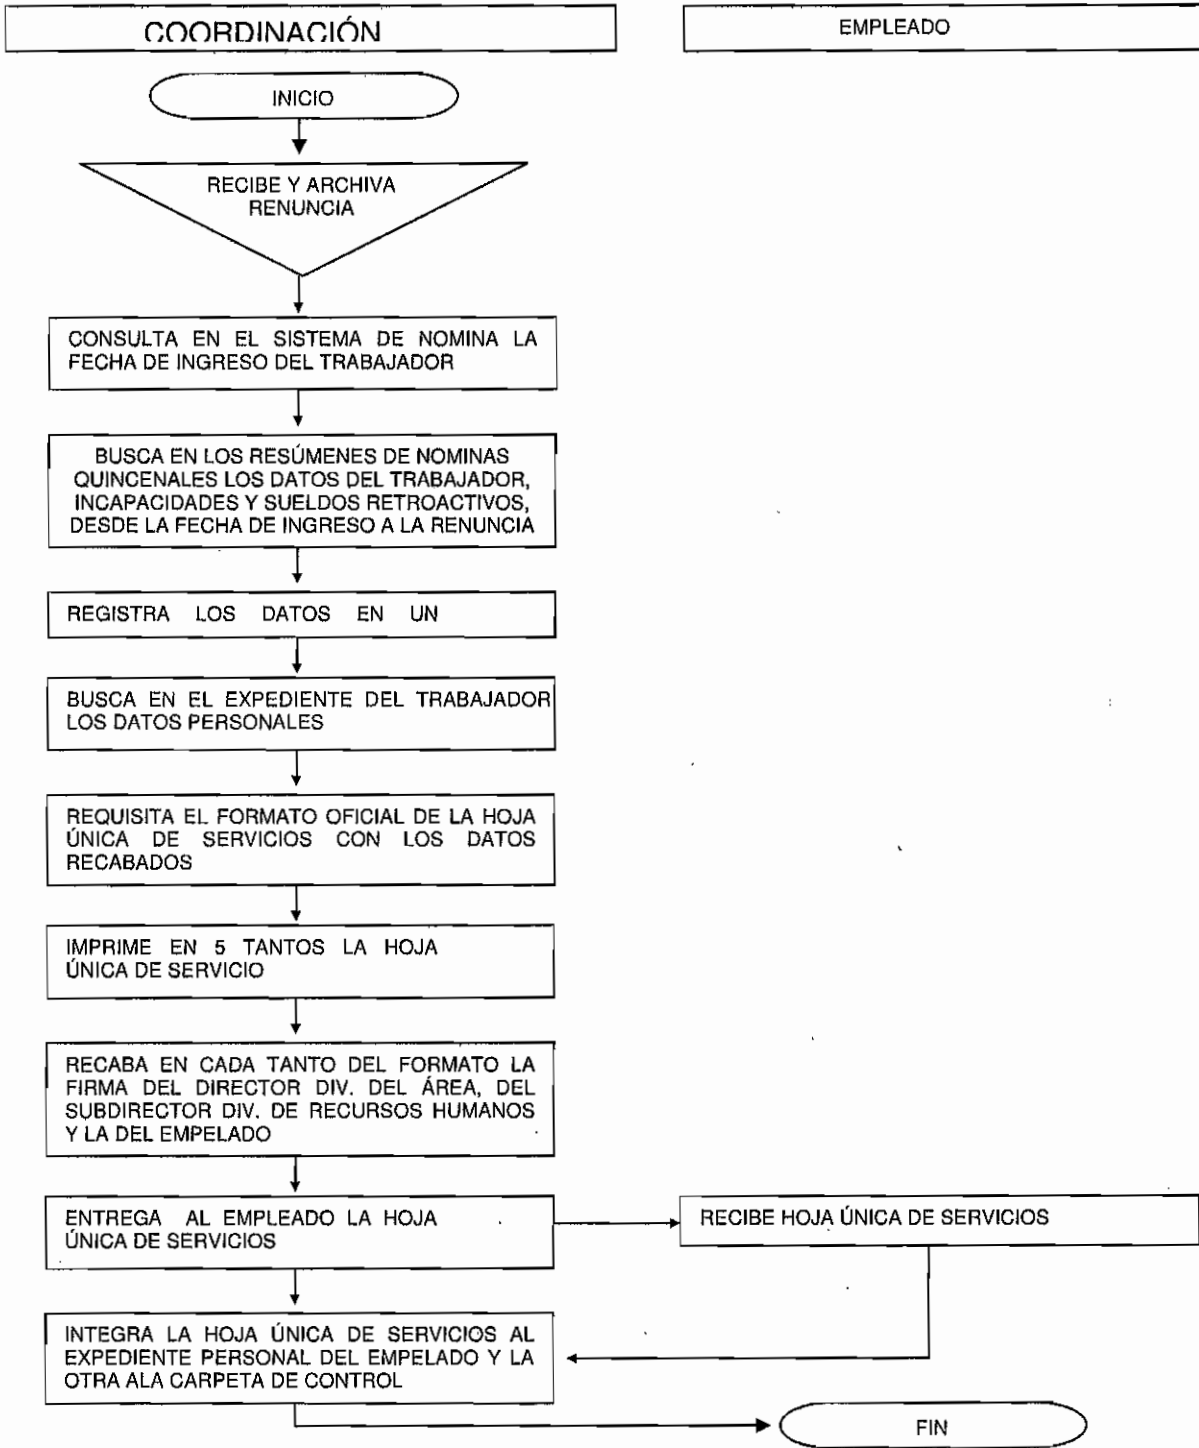 COORDINACIÓN
EMPLEADO
INICIO
RECIBE Y ARCHIVA
RENUNCIA
CONSULTA EN EL SISTEMA DE NOMINA LA
FECHA DE INGRESO DEL TRABAJADOR
BUSCA EN LOS RESÚMENES DE NOMINAS
QUINCENALES LOS DATOS DEL TRABAJADOR,
INCAPACIDADES Y SUELDOS RETROACTIVOS,
DESDE LA FECHA DE INGRESO A LA RENUNCIA
REGISTRA LOS DATOS EN UN
BUSCA EN EL EXPEDIENTE DEL TRABAJADOR
LOS DATOS PERSONALES
REQUISITA EL FORMATO OFICIAL DE LA HOJA
ÚNICA DE SERVICIOS CON LOS DATOS
RECABADOS
IMPRIME EN 5 TANTOS LA HOJA
ÚNICA DE SERVICIO
RECABA EN CADA TANTO DEL FORMATO LA
FIRMA DEL DIRECTOR DIV. DEL ÁREA, DEL
SUBDIRECTOR DIV. DE RECURSOS HUMANOS
Y LA DEL EMPELADO
ENTREGA AL EMPLEADO LA HOJA
ÚNICA DE SERVICIOS
RECIBE HOJA ÚNICA DE SERVICIOS
INTEGRA LA HOJA ÚNICA DE SERVICIOS AL
EXPEDIENTE PERSONAL DEL EMPELADO Y LA
OTRA ALA CARPETA DE CONTROL
FIN